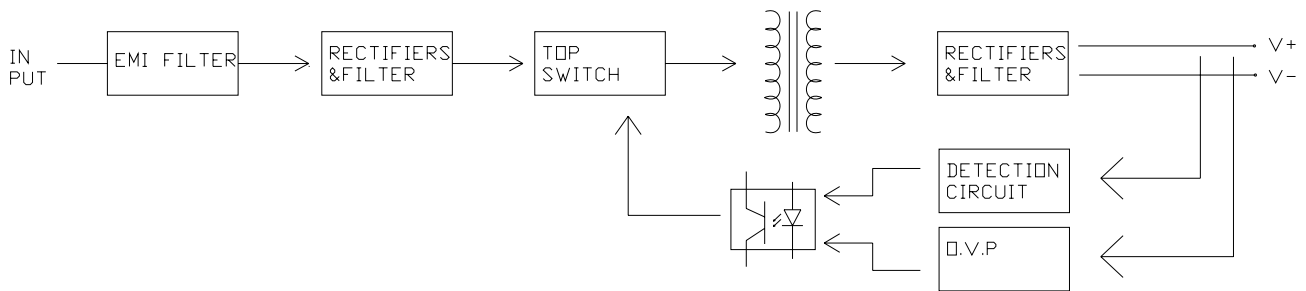 IN
PUT
EMI FILTER
RECTIFIERS
&FILTER
TOP
SWITCH
RECTIFIERS
&FILTER
V+
V-
DETECTION
CIRCUIT
O.V.P